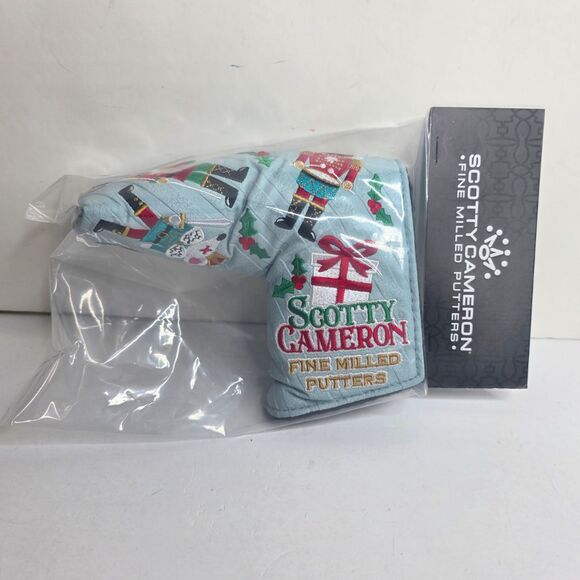 SCOTTY
CAMERON
FINE MILLED
PUTTERS
SCOTTY CAMERON®
•FINE MILLED PUTTERS•